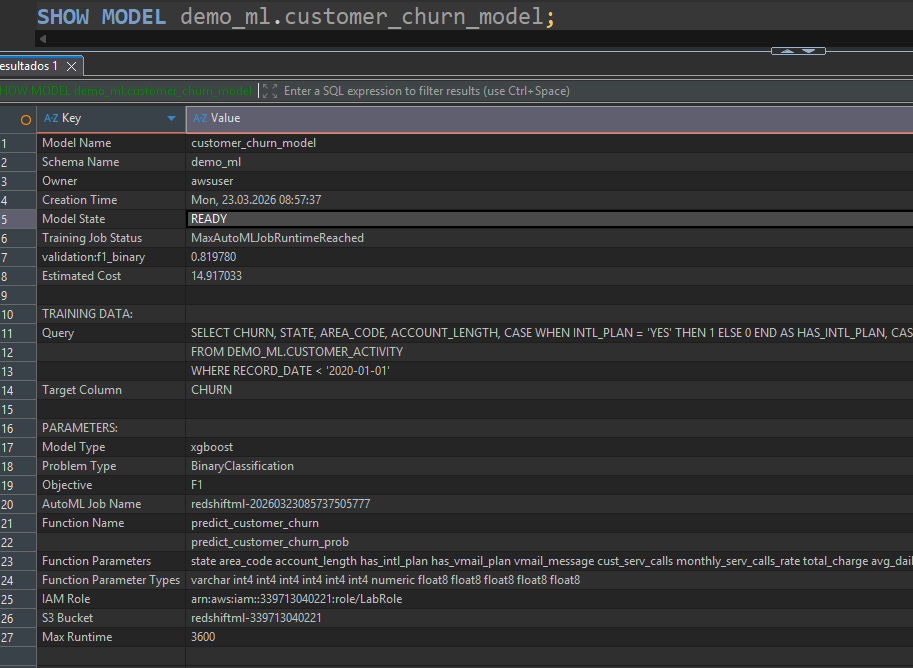 SHOW MODEL demo_ml.customer_churn_model;
esultados 1
HOW MODEL demo_ml.customer_churn_model Enter a SQL expression to filter results (use Ctrl+Space)
A-Z Key A-Z Value
1 Model Name customer_churn_model
2 Schema Name demo_ml
3 Owner awsuser
4 Creation Time Mon, 23.03.2026 08:57:37
5 Model State READY
6 Training Job Status MaxAutoMLJobRuntimeReached
7 validation:f1_binary 0.819780
8 Estimated Cost 14.917033
9
10 TRAINING DATA:
11 Query SELECT CHURN, STATE, AREA_CODE, ACCOUNT_LENGTH, CASE WHEN INTL_PLAN = 'YES' THEN 1 ELSE 0 END AS HAS_INTL_PLAN, CAS
12 FROM DEMO_ML.CUSTOMER_ACTIVITY
13 WHERE RECORD_DATE < '2020-01-01'
14 Target Column CHURN
15
16 PARAMETERS:
17 Model Type xgboost
18 Problem Type BinaryClassification
19 Objective F1
20 AutoML Job Name redshiftml-20260323085737505777
21 Function Name predict_customer_churn
22 predict_customer_churn_prob
23 Function Parameters state area_code account_length has_intl_plan has_vmail_plan vmail_message cust_serv_calls monthly_serv_calls_rate total_charge avg_dail
24 Function Parameter Types varchar int4 int4 int4 int4 int4 int4 numeric float8 float8 float8 float8 float8
25 IAM Role arn:aws:iam::339713040221:role/LabRole
26 S3 Bucket redshiftml-339713040221
27 Max Runtime 3600